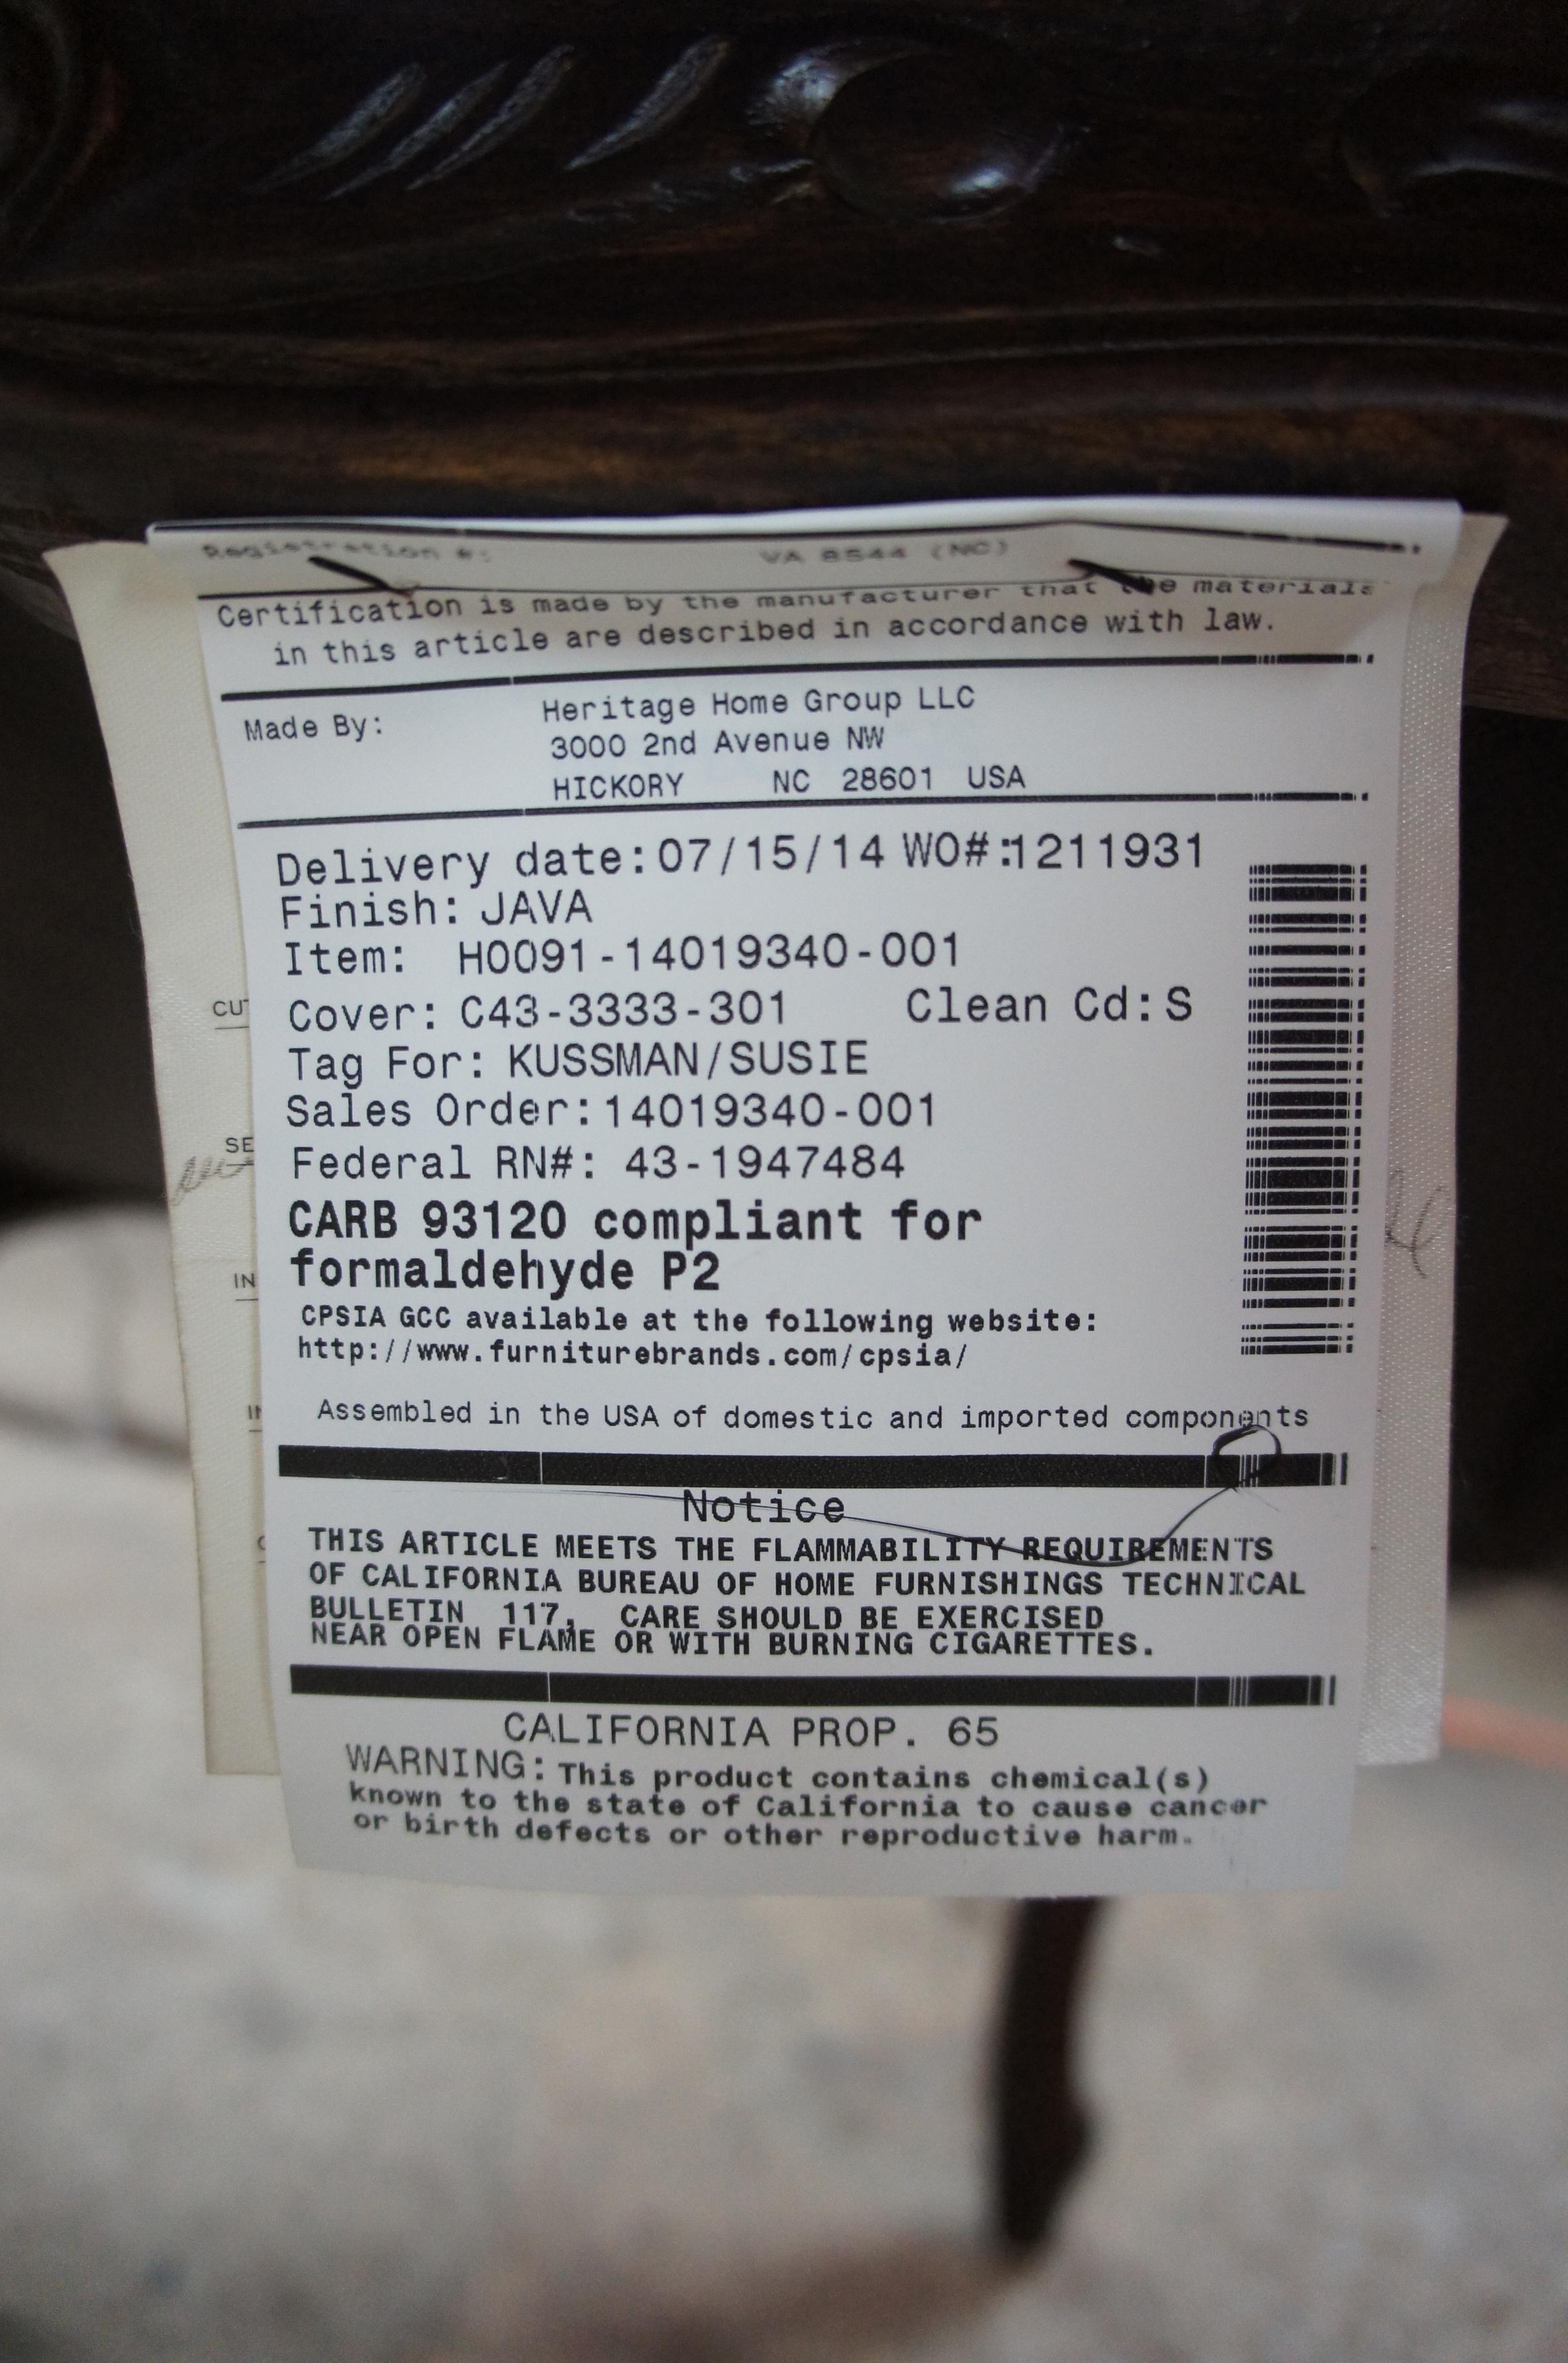 Registration #: VA 8544 (NC)
Certification is made by the manufacturer that the materials
in this article are described in accordance with law.
Made By: Heritage Home Group LLC
3000 2nd Avenue NW
HICKORY NC 28601 USA
Delivery date:07/15/14 WO#:1211931
Finish: JAVA
Item: H0091-14019340-001
Cover: C43-3333-301 Clean Cd:S
Tag For: KUSSMAN/SUSIE
Sales Order:14019340-001
Federal RN#: 43-1947484
CARB 93120 compliant for
formaldehyde P2
CPSIA GCC available at the following website:
http://www.furniturebrands.com/cpsia/
Assembled in the USA of domestic and imported components
Notice
THIS ARTICLE MEETS THE FLAMMABILITY REQUIREMENTS
OF CALIFORNIA BUREAU OF HOME FURNISHINGS TECHNICAL
BULLETIN 117, CARE SHOULD BE EXERCISED
NEAR OPEN FLAME OR WITH BURNING CIGARETTES.
CALIFORNIA PROP. 65
WARNING: This product contains chemical(s)
known to the state of California to cause cancer
or birth defects or other reproductive harm.